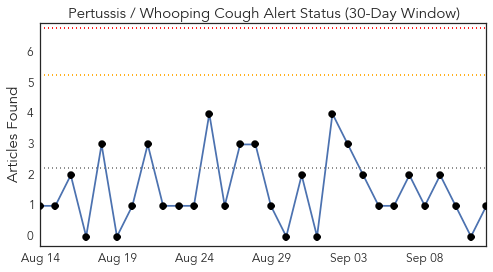 Pertussis / Whooping Cough Alert Status (30-Day Window)
Articles Found
6
5
4
3
2
1
0
Aug 14 Aug 19 Aug 24 Aug 29 Sep 03 Sep 08